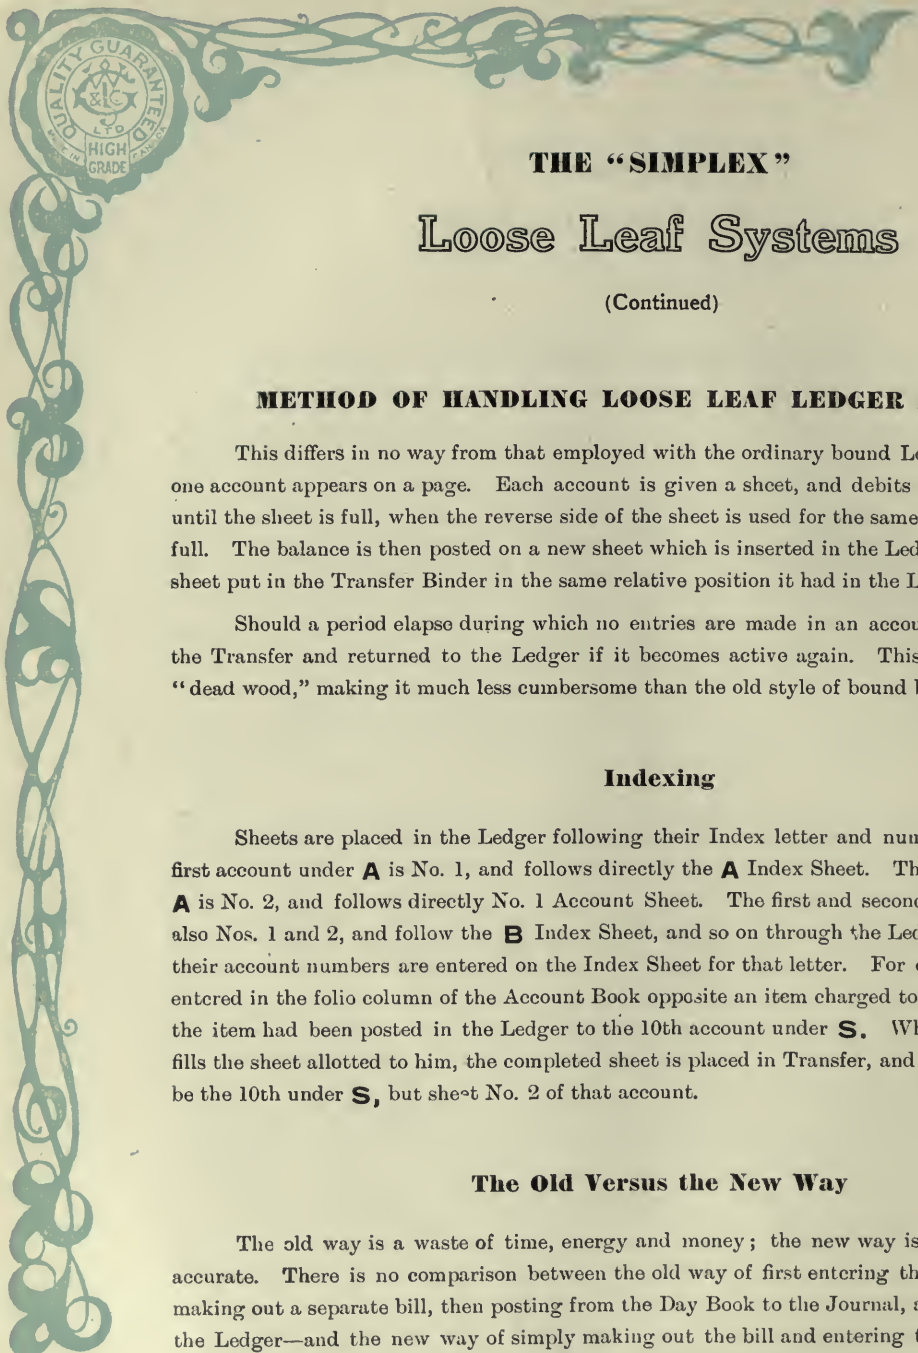 QUALITY GUARANTEED
LTD
MADE IN CANADA
HIGH
GRADE
THE “SIMPLEX”
Loose Leaf Systems
(Continued)
METHOD OF HANDLING LOOSE LEAF LEDGER
This differs in no way from that employed with the ordinary bound
one account appears on a page. Each account is given a sheet, and debits
until the sheet is full, when the reverse side of the sheet is used for the same
full. The balance is then posted on a new sheet which is inserted in the
sheet put in the Transfer Binder in the same relative position it had in the
Should a period elapse during which no entries are made in an
the Transfer and returned to the Ledger if it becomes active again. This
“dead wood,” making it much less cumbersome than the old style of bound
Indexing
Sheets are placed in the Ledger following their Index letter and
first account under A is No. 1, and follows directly the A Index Sheet.
A is No. 2, and follows directly No. 1 Account Sheet. The first and second
also Nos. 1 and 2, and follow the B Index Sheet, and so on through the
their account numbers are entered on the Index Sheet for that letter. For
entered in the folio column of the Account Book opposite an item charged to
the item had been posted in the Ledger to the 10th account under S.
fills the sheet allotted to him, the completed sheet is placed in Transfer, and
be the 10th under S, but sheet No. 2 of that account.
The Old Versus the New Way
The old way is a waste of time, energy and money; the new way is
accurate. There is no comparison between the old way of first entering
making out a separate bill, then posting from the Day Book to the Journal,
the Ledger—and the new way of simply making out the bill and entering